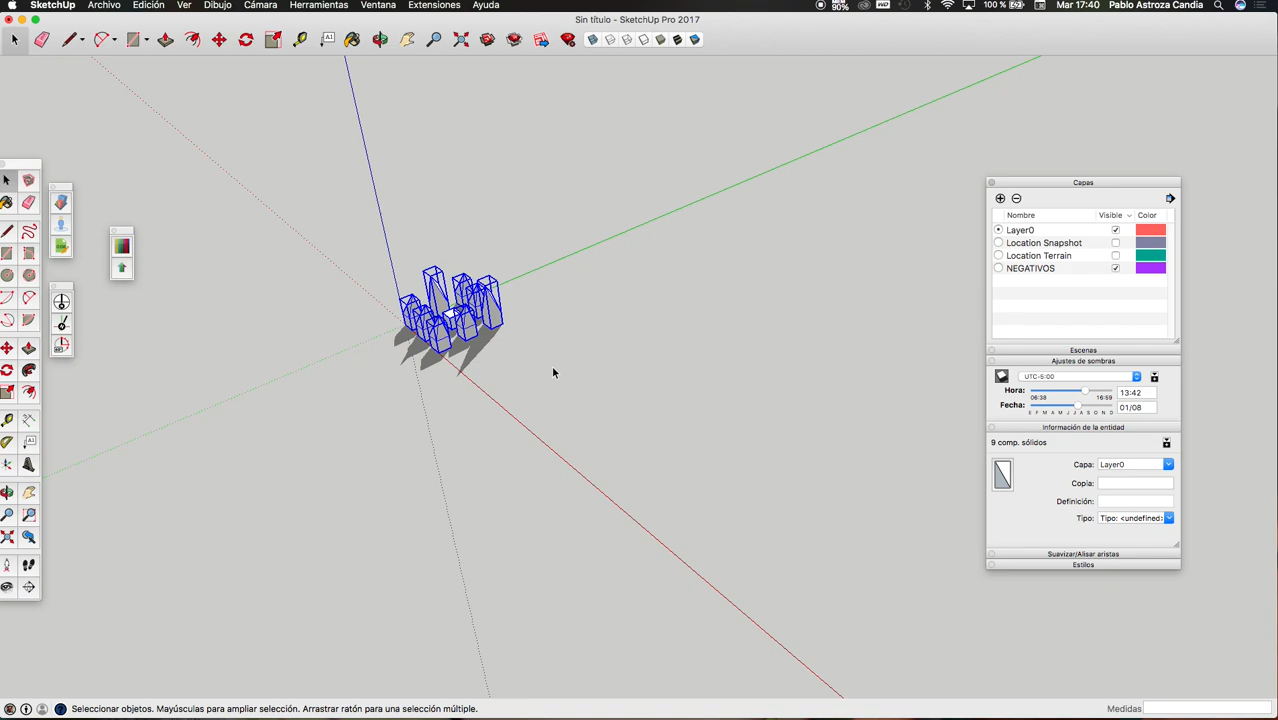 SketchUp Archivo Edición Ver Dibujo Cámara Herramientas Ventana Extensiones Ayuda 90% WD 100 % Mar 17:40 Pablo Astroza Candia
Sin título - SketchUp Pro 2017
A1
Capas
Nombre Visible Color
Layer0
Location Snapshot
Location Terrain
NEGATIVOS
Escenas
Ajustes de sombras
UTC-5:00
Hora: 06:38 16:59 13:42
Fecha: E F M A M J J A S O N D 01/08
Información de la entidad
9 comp. sólidos
Capa: Layer0
Copia:
Definición:
Tipo: Tipo: <undefined>
Suavizar/Alisar aristas
Estilos
A1
Seleccionar objetos. Mayúsculas para ampliar selección. Arrastrar ratón para una selección múltiple.
Medidas